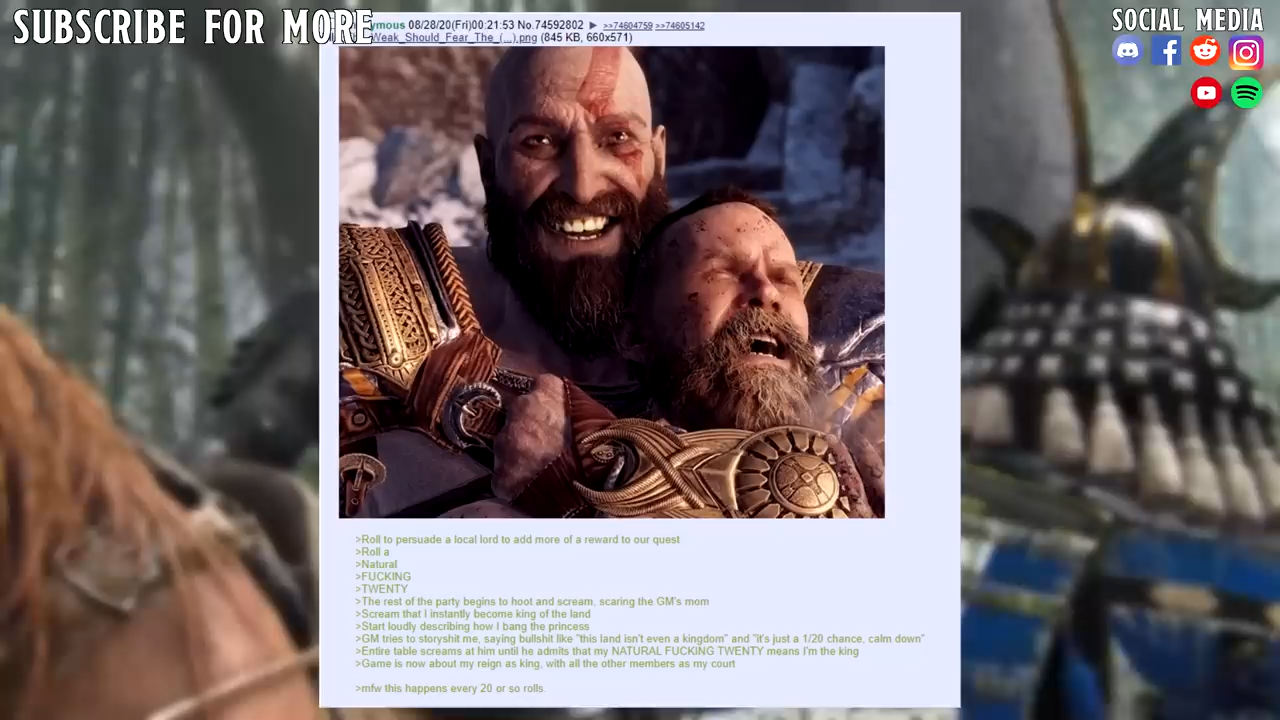 SUBSCRIBE FOR MORE
SOCIAL MEDIA
ymous 08/28/20(Fri)00:21:53 No.74592802 ▶ >>74604759 >>74605142
Weak_Should_Fear_The_(...).png (845 KB, 660x571)
>Roll to persuade a local lord to add more of a reward to our quest
>Roll a
>Natural
>FUCKING
>TWENTY
>The rest of the party begins to hoot and scream, scaring the GM's mom
>Scream that I instantly become king of the land
>Start loudly describing how I bang the princess
>GM tries to storyshit me, saying bullshit like "this land isn't even a kingdom" and "it's just a 1/20 chance, calm down"
>Entire table screams at him until he admits that my NATURAL FUCKING TWENTY means I'm the king
>Game is now about my reign as king, with all the other members as my court
>mfw this happens every 20 or so rolls.